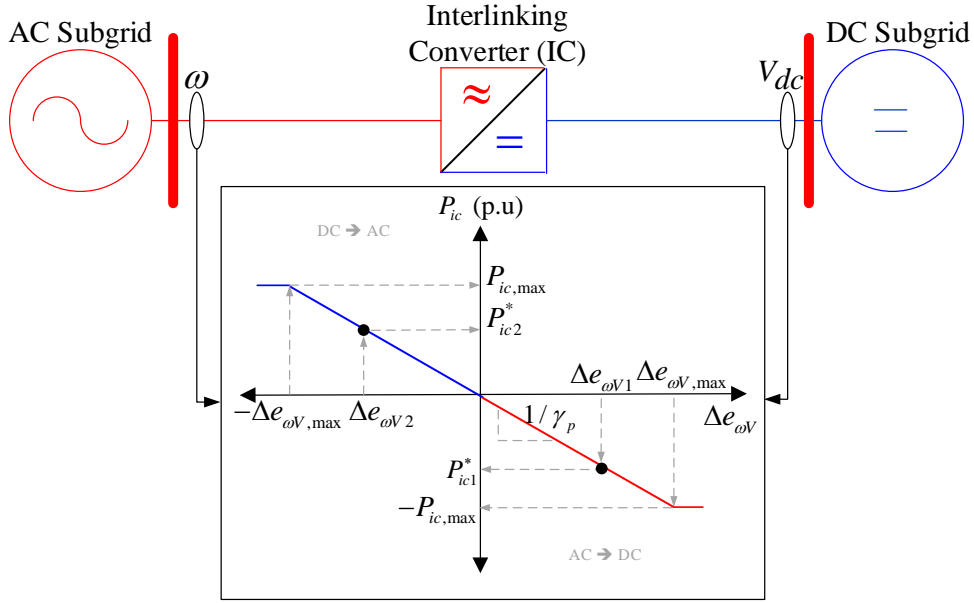 AC Subgrid
Interlinking
Converter (IC)
DC Subgrid
ω
V_dc
≈
=
P_ic (p.u)
DC ➔ AC
P_ic,max
P*_ic2
Δe_ωV1
Δe_ωV,max
−Δe_ωV,max
Δe_ωV2
Δe_ωV
1/γ_p
P*_ic1
−P_ic,max
AC ➔ DC